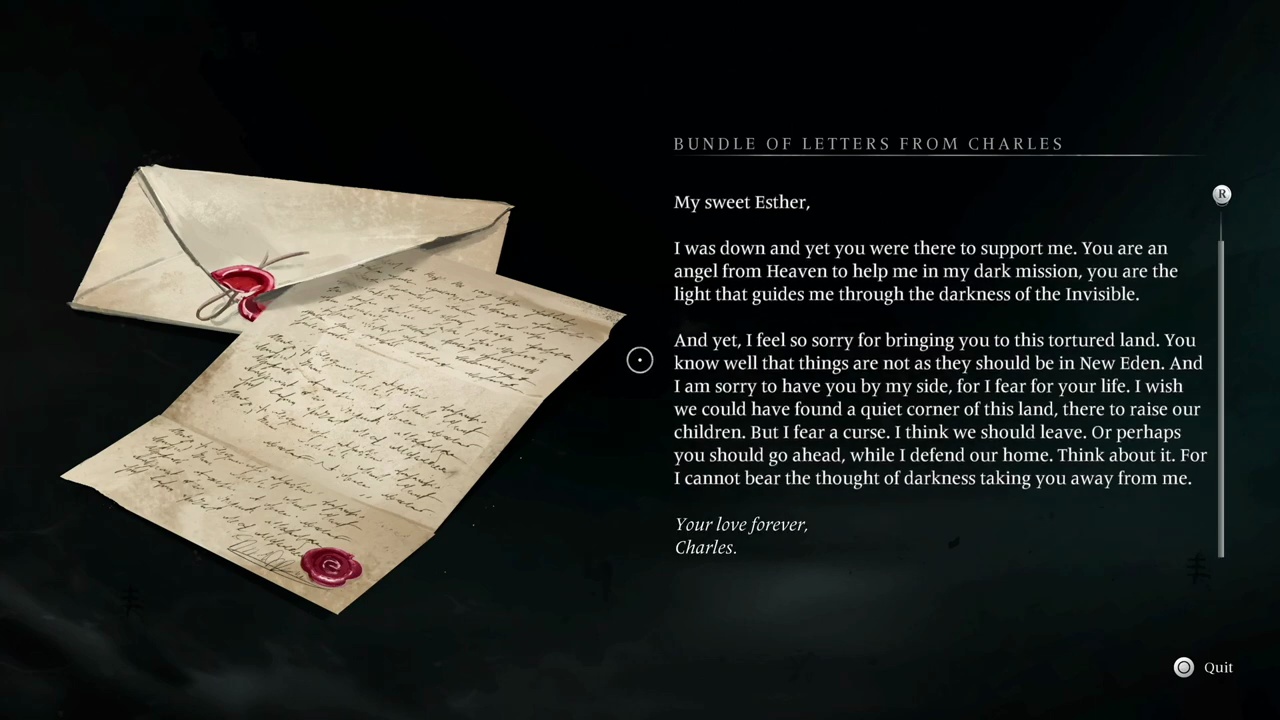 BUNDLE OF LETTERS FROM CHARLES
R
My sweet Esther,
I was down and yet you were there to support me. You are an
angel from Heaven to help me in my dark mission, you are the
light that guides me through the darkness of the Invisible.
And yet, I feel so sorry for bringing you to this tortured land. You
know well that things are not as they should be in New Eden. And
I am sorry to have you by my side, for I fear for your life. I wish
we could have found a quiet corner of this land, there to raise our
children. But I fear a curse. I think we should leave. Or perhaps
you should go ahead, while I defend our home. Think about it. For
I cannot bear the thought of darkness taking you away from me.
Your love forever,
Charles.
Quit